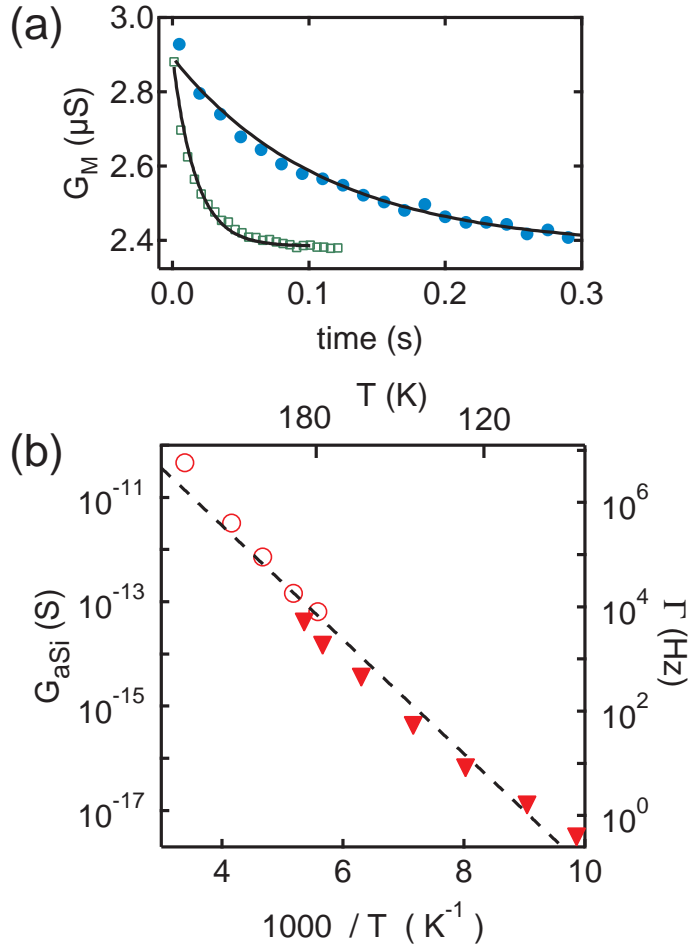 (a)
3.0
2.8
2.6
2.4
G_M (μS)
0.0 0.1 0.2 0.3
time (s)
T (K)
180 120
(b)
10^-11
10^-13
10^-15
10^-17
G_aSi (S)
10^6
10^4
10^2
10^0
Γ (Hz)
4 6 8 10
1000 / T ( K^-1 )